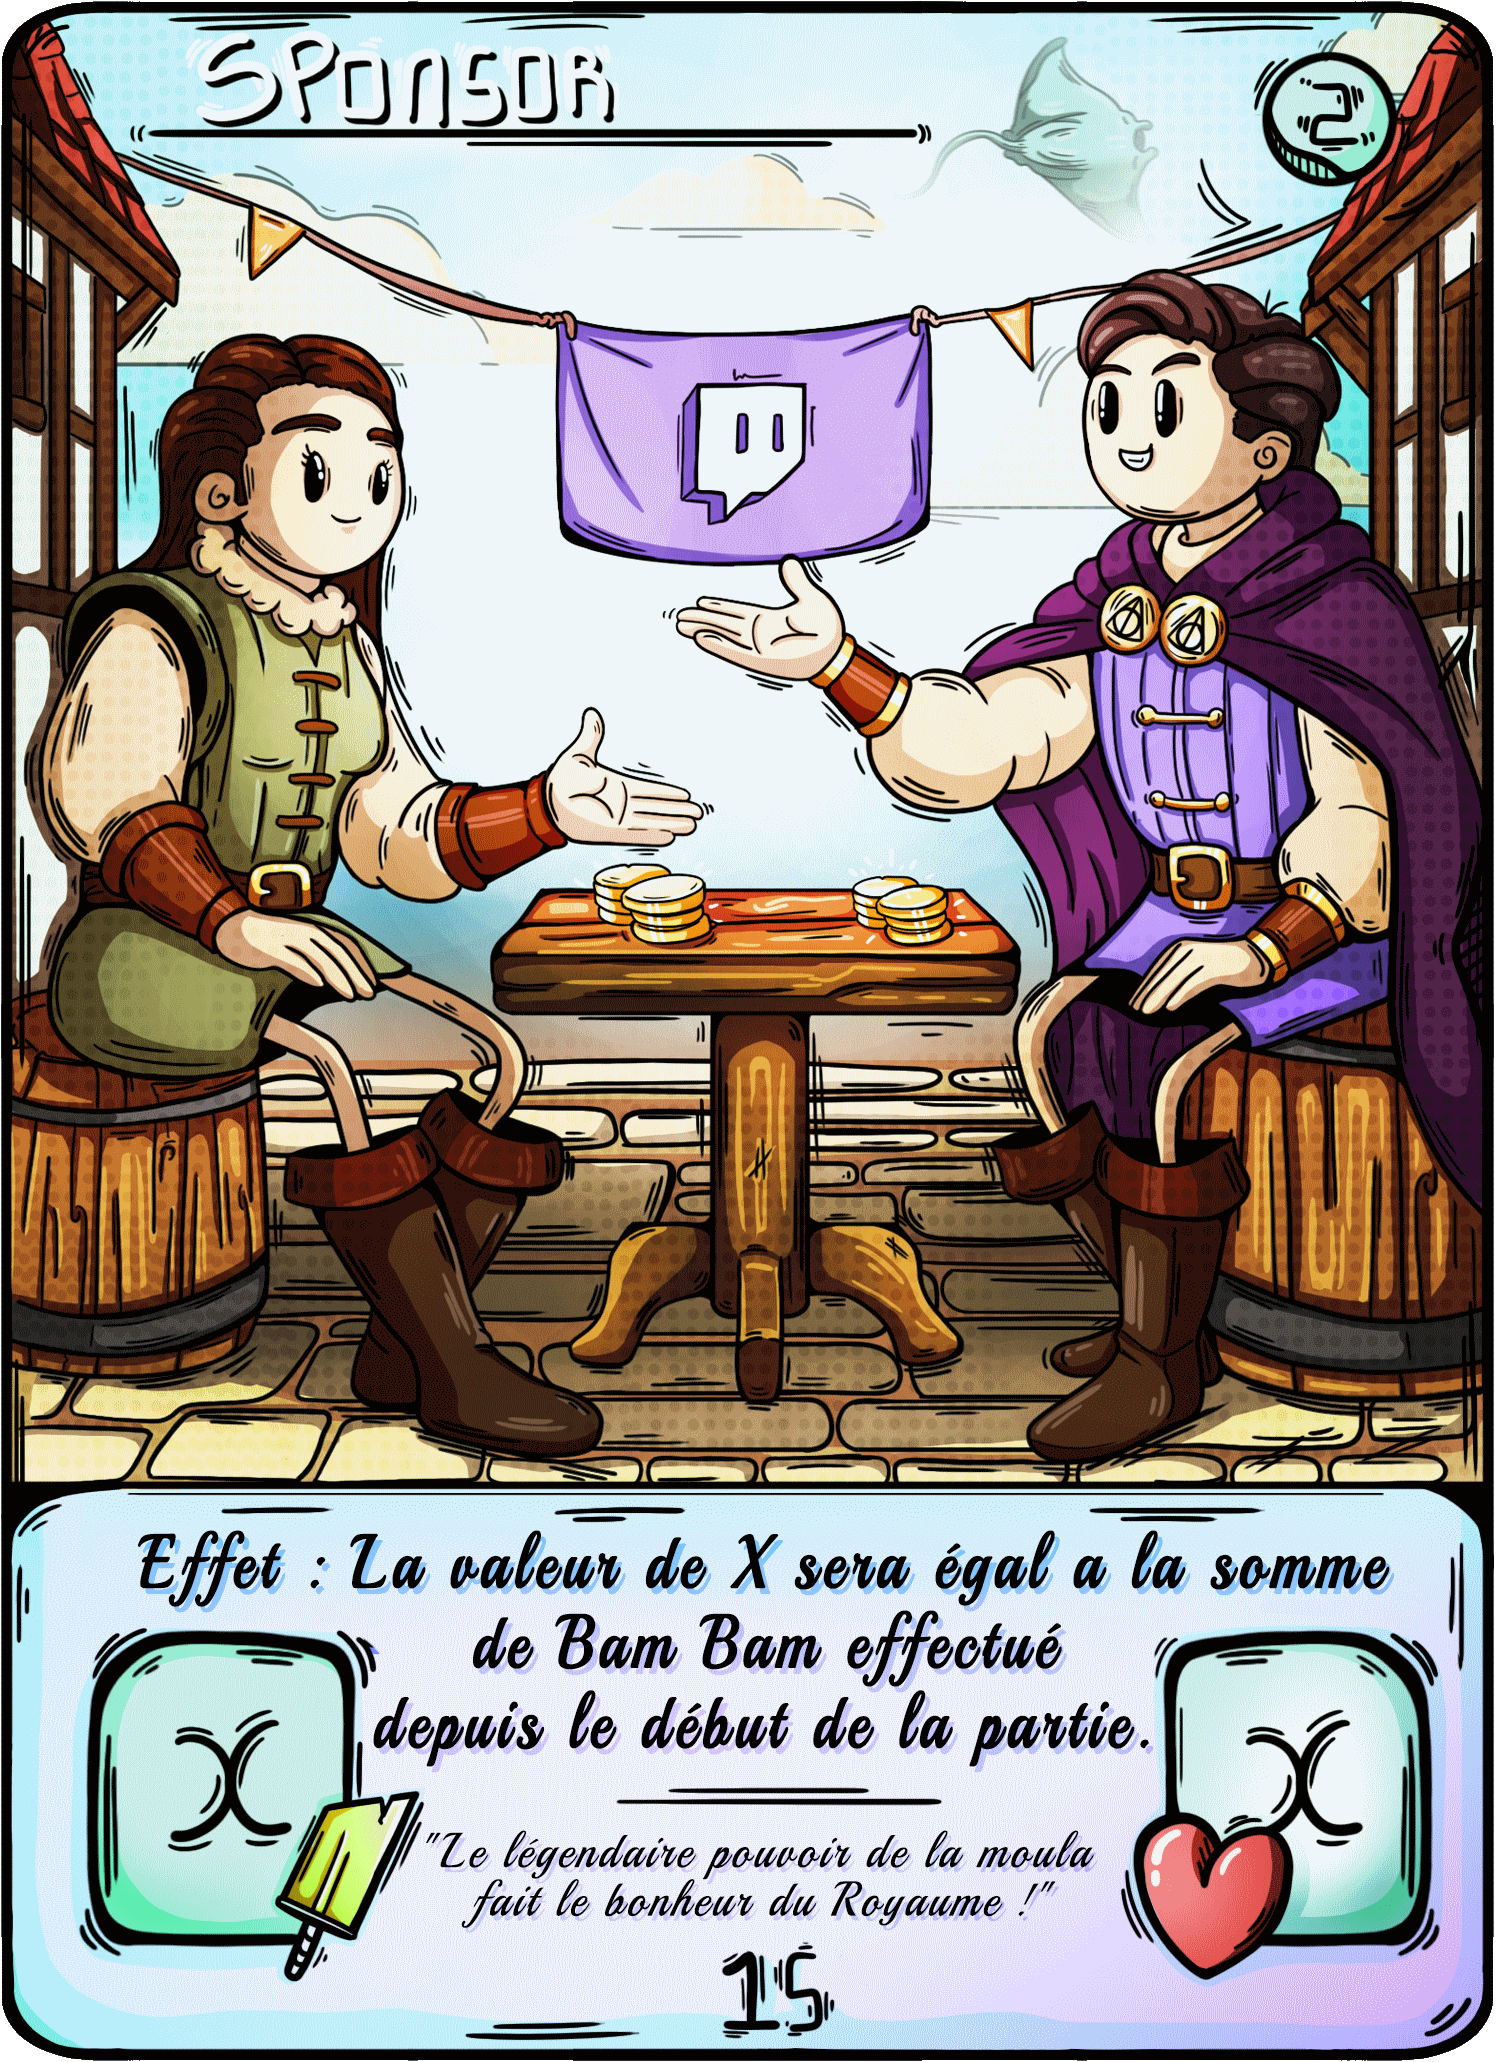 SPONSOR
2
Effet : La valeur de X sera égal a la somme
de Bam Bam effectué
depuis le début de la partie.
X
X
"Le légendaire pouvoir de la moula
fait le bonheur du Royaume !"
15